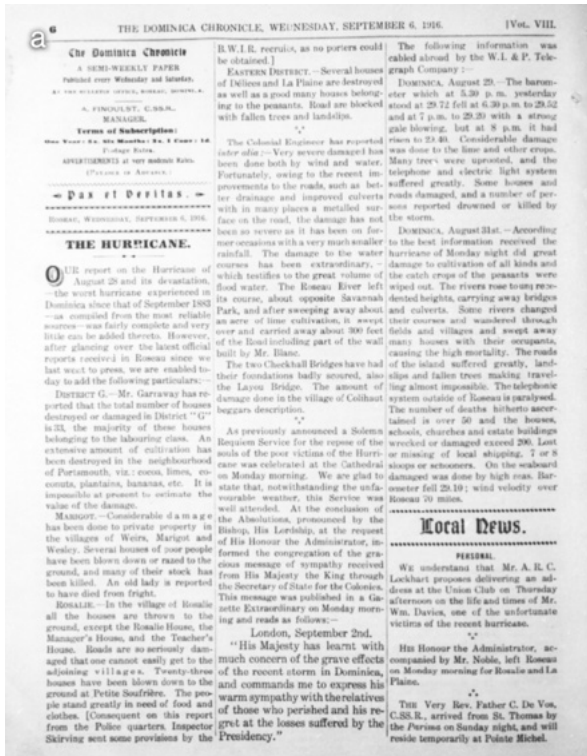 a
6
THE DOMINICA CHRONICLE, WEDNESDAY, SEPTEMBER 6, 1916.
[Vol. VIII.
The Dominica Chronicle
A SEMI-WEEKLY PAPER
Published every Wednesday and Saturday,
AT THE BULLETIN OFFICE, ROSEAU, DOMINICA.
A. FINOULST, C.SS.R.,
MANAGER.
Terms of Subscription:
One Year: 8s. Six Months: 4s. 1 Copy: 1d.
Postage Extra.
ADVERTISEMENTS at very moderate Rates.
(PAYABLE IN ADVANCE.)
Pax et Veritas.
ROSEAU, WEDNESDAY, SEPTEMBER 6, 1916.
THE HURRICANE.
OUR report on the Hurricane of
August 28 and its devastation,
—the worst hurricane experienced in
Dominica since that of September 1883
—as compiled from the most reliable
sources—was fairly complete and very
little can be added thereto. However,
after glancing over the latest official
reports received in Roseau since we
last went to press, we are enabled to-
day to add the following particulars:—
DISTRICT G.—Mr. Garraway has re-
ported that the total number of houses
destroyed or damaged in District "G"
is 33, the majority of these houses
belonging to the labouring class. An
extensive amount of cultivation has
been destroyed in the neighbourhood
of Portsmouth, viz.: cocoa, limes, coco-
nuts, plantains, bananas, etc. It is
impossible at present to estimate the
value of the damage.
MARIGOT.—Considerable damage
has been done to private property in
the villages of Weirs, Marigot and
Wesley. Several houses of poor people
have been blown down or razed to the
ground, and many of their stock has
been killed. An old lady is reported
to have died from fright.
ROSALIE.—In the village of Rosalie
all the houses are thrown to the
ground, except the Rosalie House, the
Manager's House, and the Teacher's
House. Roads are so seriously dam-
aged that one cannot easily get to the
adjoining villages. Twenty-three
houses have been blown down to the
ground at Petite Soufrière. The peo-
ple stand greatly in need of food and
clothes. [Consequent on this report
from the Police quarters. Inspector
Skirving sent some provisions by the
B.W.I.R. recruits, as no porters could
be obtained.]
EASTERN DISTRICT.—Several houses
of Délices and La Plaine are destroyed
as well as a good many houses belong-
ing to the peasants. Road are blocked
with fallen trees and landslips.
The Colonial Engineer has reported
inter alia:—Very severe damage has
been done both by wind and water.
Fortunately, owing to the recent im-
provements to the roads, such as bet-
ter drainage and improved culverts
with in many places a metalled sur-
face on the road, the damage has not
been so severe as it has been on for-
mer occasions with a very much smaller
rainfall. The damage to the water
courses has been extraordinary, -
which testifies to the great volume of
flood water. The Roseau River left
its course, about opposite Savannah
Park, and after sweeping away about
an acre of lime cultivation, it swept
over and carried away about 300 feet
of the Road including part of the wall
built by Mr. Blanc.
The two Checkhall Bridges have had
their foundations badly scoured, also
the Layou Bridge. The amount of
damage done in the village of Colihaut
beggars description.
As previously announced a Solemn
Requiem Service for the repose of the
souls of the poor victims of the Hurri-
cane was celebrated at the Cathedral
on Monday morning. We are glad to
state that, notwithstanding the unfa-
vourable weather, this Service was
well attended. At the conclusion of
the Absolutions, pronounced by the
Bishop, His Lordship, at the request
of His Honour the Administrator, in-
formed the congregation of the gra-
cious message of sympathy received
from His Majesty the King through
the Secretary of State for the Colonies.
This message was published in a Ga-
zette Extraordinary on Monday morn-
ing and reads as follows:—
London, September 2nd.
"His Majesty has learnt with
much concern of the grave effects
of the recent storm in Dominica,
and commands me to express his
warm sympathy with the relatives
of those who perished and his re-
gret at the losses suffered by the
Presidency."
The following information was
cabled abroad by the W.I. & P. Tele-
graph Company:—
DOMINICA, August 29.—The barom-
eter which at 5.30 p.m. yesterday
stood at 29.72 fell at 6.30 p.m. to 29.52
and at 7 p.m. to 29.20 with a strong
gale blowing, but at 8 p.m. it had
risen to 29.40. Considerable damage
was done to the lime and other crops.
Many trees were uprooted, and the
telephone and electric light system
suffered greatly. Some houses and
roads damaged, and a number of per-
sons reported drowned or killed by
the storm.
DOMINICA, August 31st.—According
to the best information received the
hurricane of Monday night did great
damage to cultivation of all kinds and
the catch crops of the peasants were
wiped out. The rivers rose to unpre-
cedented heights, carrying away bridges
and culverts. Some rivers changed
their courses and wandered through
fields and villages and swept away
many houses with their occupants,
causing the high mortality. The roads
of the island suffered greatly, land-
slips and fallen trees making travel-
ling almost impossible. The telephonic
system outside of Roseau is paralysed.
The number of deaths hitherto ascer-
tained is over 50 and the houses,
schools, churches and estate buildings
wrecked or damaged exceed 200. Lost
or missing of local shipping, 7 or 8
sloops or schooners. On the seaboard
damaged was done by high seas. Bar-
ometer fell 29.10; wind velocity over
Roseau 70 miles.
Local News.
PERSONAL.
WE understand that Mr. A. R. C.
Lockhart proposes delivering an ad-
dress at the Union Club on Thursday
afternoon on the life and times of Mr.
Wm. Davies, one of the unfortunate
victims of the recent hurricane.
HIS HONOUR the Administrator, ac-
companied by Mr. Noble, left Roseau
on Monday morning for Rosalie and La
Plaine.
THE Very Rev. Father C. De Vos,
C.SS.R., arrived from St. Thomas by
the Parima on Sunday night, and will
reside temporarily at Pointe Michel.